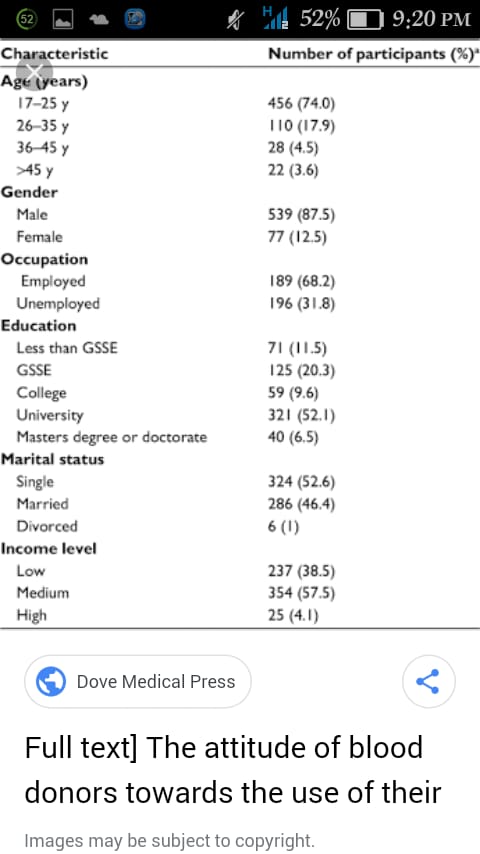 52 52% 9:20 PM
Characteristic Number of participants (%)ᵃ
Age (years)
17–25 y 456 (74.0)
26–35 y 110 (17.9)
36–45 y 28 (4.5)
>45 y 22 (3.6)
Gender
Male 539 (87.5)
Female 77 (12.5)
Occupation
Employed 189 (68.2)
Unemployed 196 (31.8)
Education
Less than GSSE 71 (11.5)
GSSE 125 (20.3)
College 59 (9.6)
University 321 (52.1)
Masters degree or doctorate 40 (6.5)
Marital status
Single 324 (52.6)
Married 286 (46.4)
Divorced 6 (1)
Income level
Low 237 (38.5)
Medium 354 (57.5)
High 25 (4.1)
Dove Medical Press
Full text] The attitude of blood
donors towards the use of their
Images may be subject to copyright.